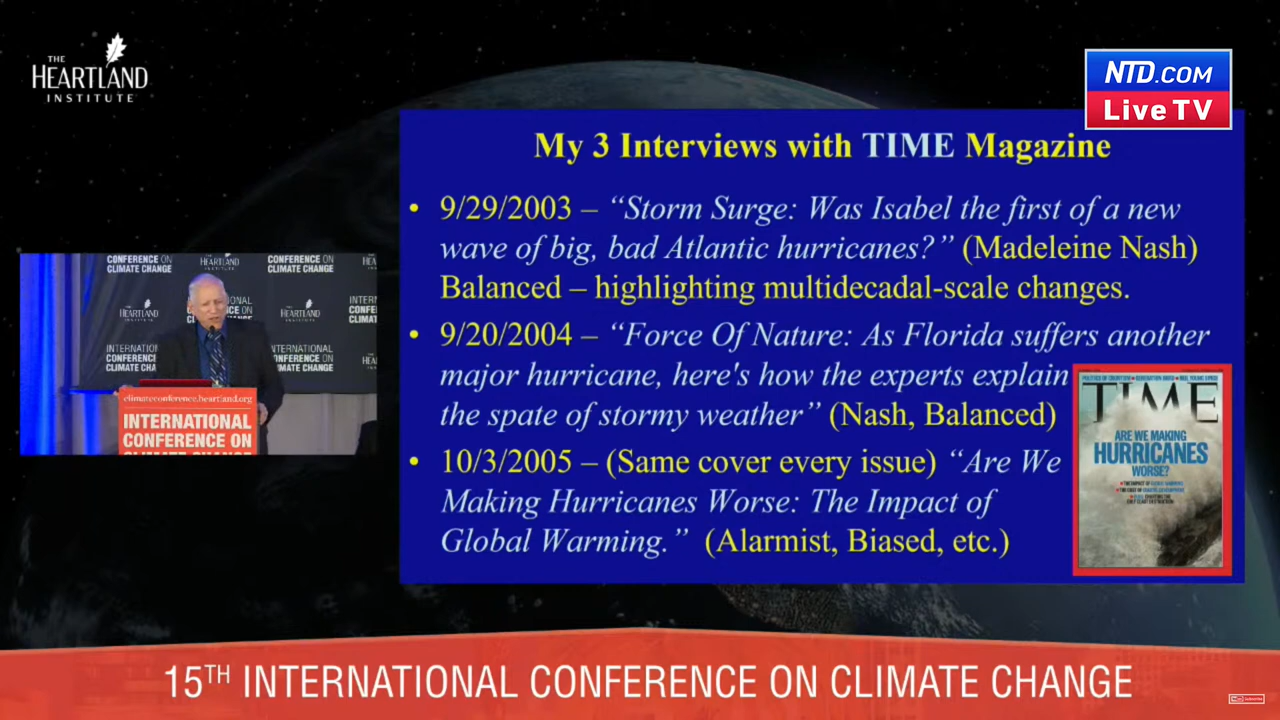 THE
HEARTLAND
INSTITUTE
NTD.COM
Live TV
My 3 Interviews with TIME Magazine
• 9/29/2003 – “Storm Surge: Was Isabel the first of a new
wave of big, bad Atlantic hurricanes?” (Madeleine Nash)
Balanced – highlighting multidecadal-scale changes.
• 9/20/2004 – “Force Of Nature: As Florida suffers another
major hurricane, here's how the experts explain
the spate of stormy weather” (Nash, Balanced)
• 10/3/2005 – (Same cover every issue) “Are We
Making Hurricanes Worse: The Impact of
Global Warming.” (Alarmist, Biased, etc.)
TIME
ARE WE MAKING
HURRICANES
WORSE?
CONFERENCE ON
CLIMATE CHANGE
HEARTLAND
INSTITUTE
CONFERENCE ON
CLIMATE CHANGE
HEARTLAND
climateconference.heartland.org
INTERNATIONAL
CONFERENCE ON
15TH INTERNATIONAL CONFERENCE ON CLIMATE CHANGE